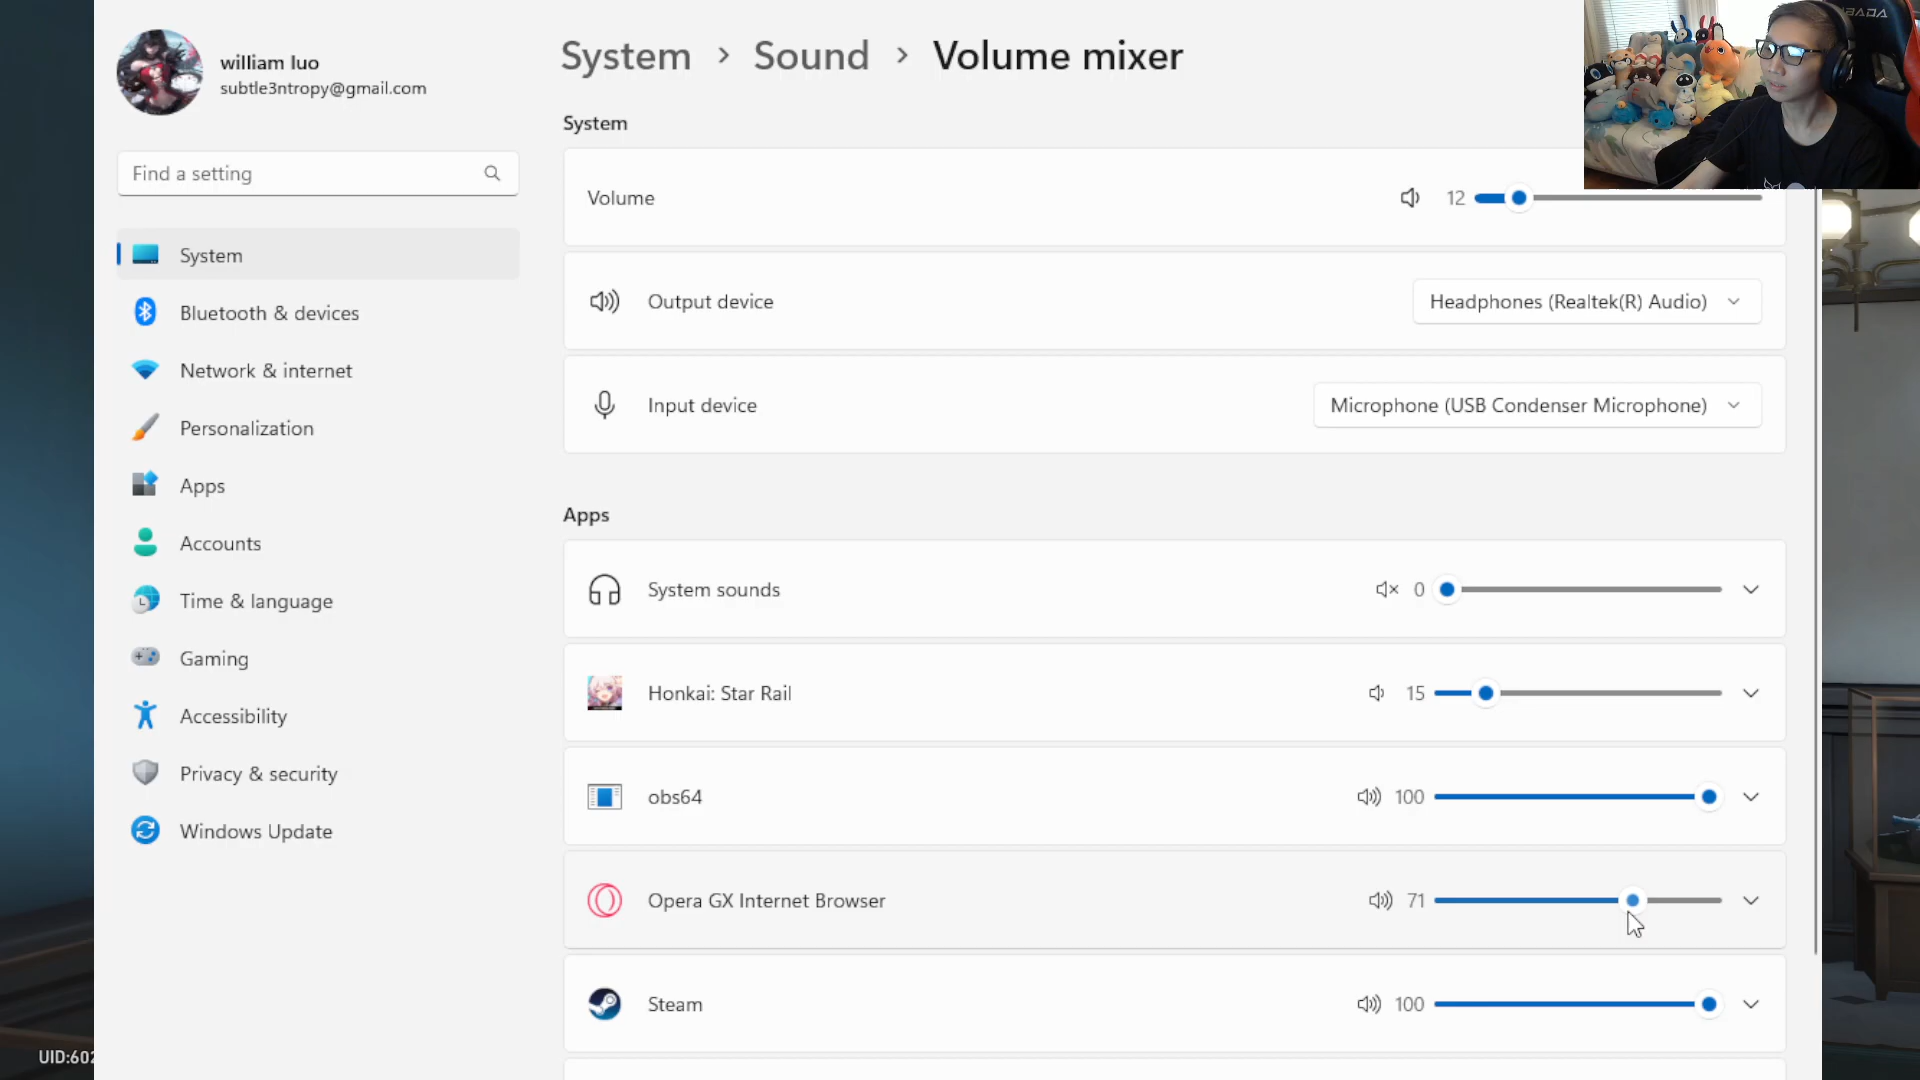 william luo
subtle3ntropy@gmail.com
Find a setting
System
Bluetooth & devices
Network & internet
Personalization
Apps
Accounts
Time & language
Gaming
Accessibility
Privacy & security
Windows Update
System > Sound > Volume mixer
System
Volume 12
Output device Headphones (Realtek(R) Audio)
Input device Microphone (USB Condenser Microphone)
Apps
System sounds 0
Honkai: Star Rail 15
obs64 100
Opera GX Internet Browser 71
Steam 100
UID:602